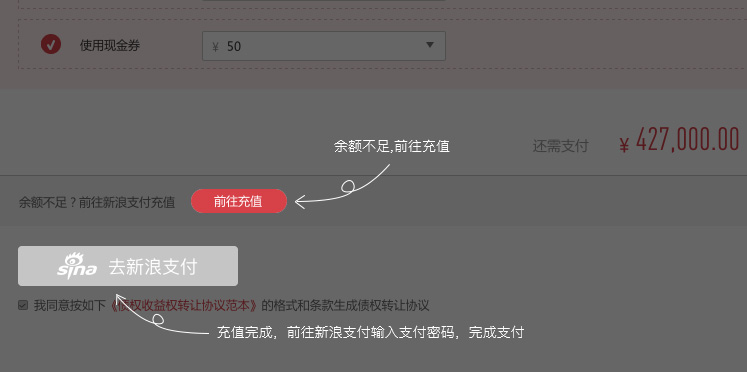 使用现金券
¥ 50
余额不足,前往充值
还需支付 ¥ 427,000.00
余额不足？前往新浪支付充值 前往充值
sina 去新浪支付
我同意按如下《债权收益权转让协议范本》的格式和条款生成债权转让协议
充值完成，前往新浪支付输入支付密码，完成支付